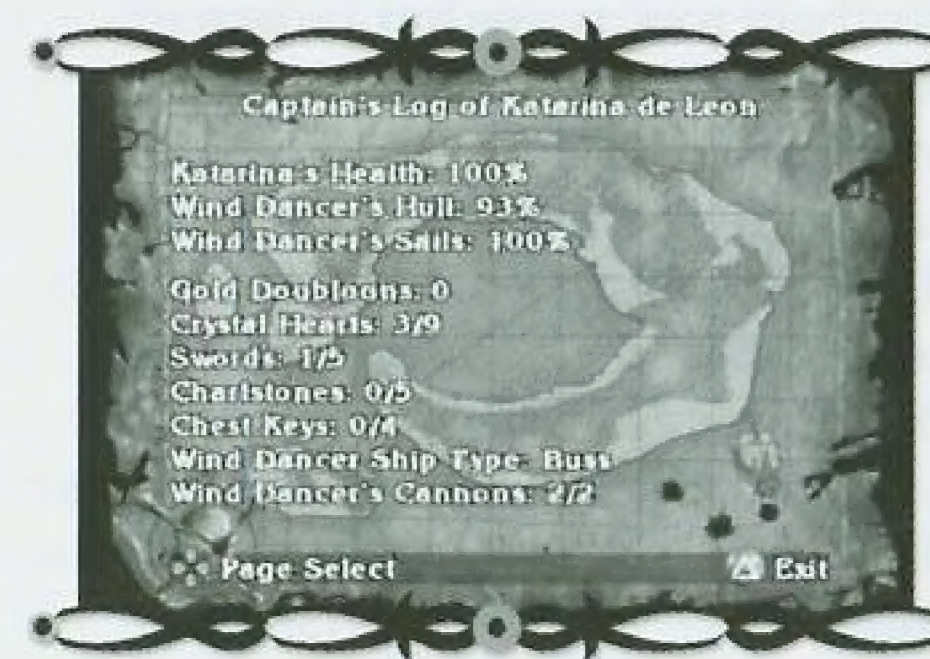 Captain's Log of Katarina de Leon
Katarina's Health: 100%
Wind Dancer's Hull: 93%
Wind Dancer's Sails: 100%
Gold Doubloons: 0
Crystal Hearts: 3/9
Swords: 1/5
Chartstones: 0/5
Chest Keys: 0/4
Wind Dancer Ship Type: Buss
Wind Dancer's Cannons: 2/2
Page Select
Exit